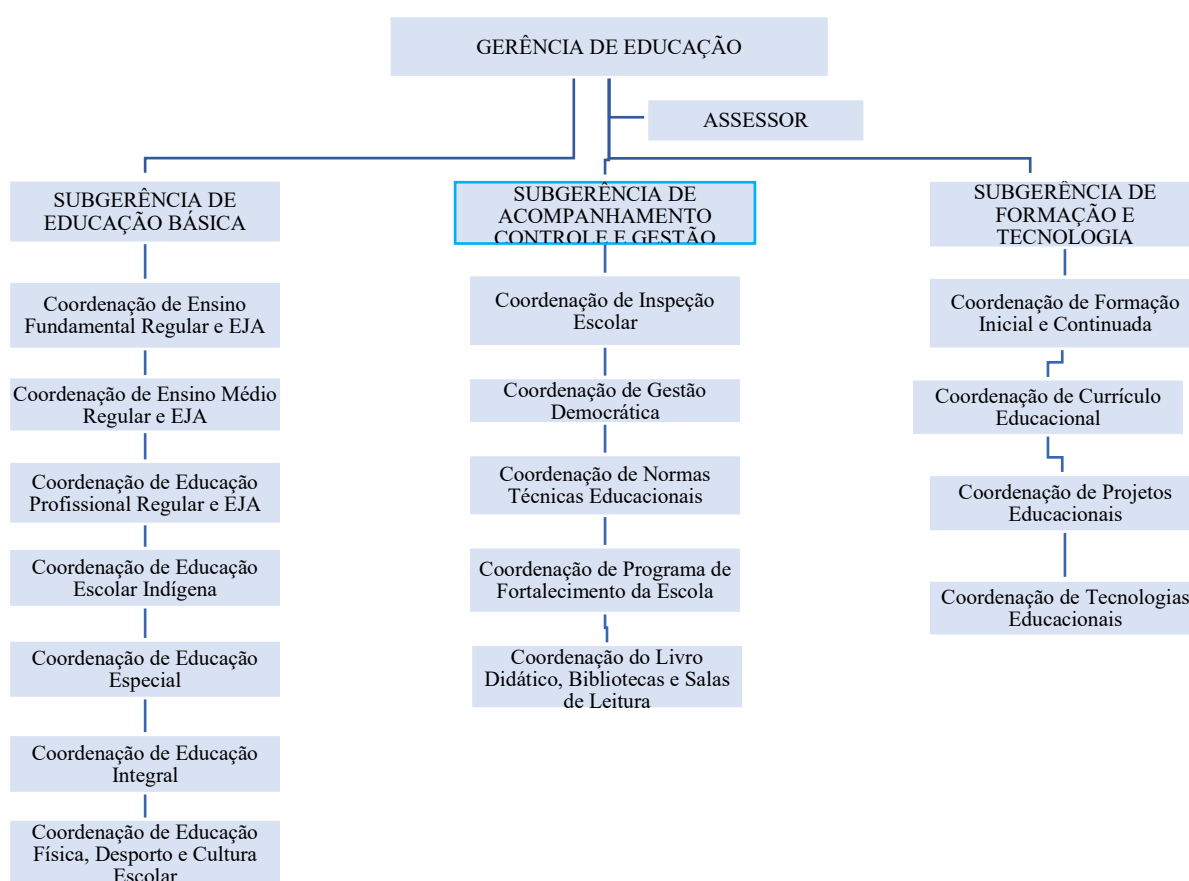 GERÊNCIA DE EDUCAÇÃO
ASSESSOR
SUBGERÊNCIA DE
EDUCAÇÃO BÁSICA
Coordenação de Ensino
Fundamental Regular e EJA
Coordenação de Ensino Médio
Regular e EJA
Coordenação de Educação
Profissional Regular e EJA
Coordenação de Educação
Escolar Indígena
Coordenação de Educação
Especial
Coordenação de Educação
Integral
Coordenação de Educação
Física, Desporto e Cultura
Escolar
SUBGERÊNCIA DE
ACOMPANHAMENTO
CONTROLE E GESTÃO
Coordenação de Inspeção
Escolar
Coordenação de Gestão
Democrática
Coordenação de Normas
Técnicas Educacionais
Coordenação de Programa de
Fortalecimento da Escola
Coordenação do Livro
Didático, Bibliotecas e Salas
de Leitura
SUBGERÊNCIA DE
FORMAÇÃO E
TECNOLOGIA
Coordenação de Formação
Inicial e Continuada
Coordenação de Currículo
Educacional
Coordenação de Projetos
Educacionais
Coordenação de Tecnologias
Educacionais